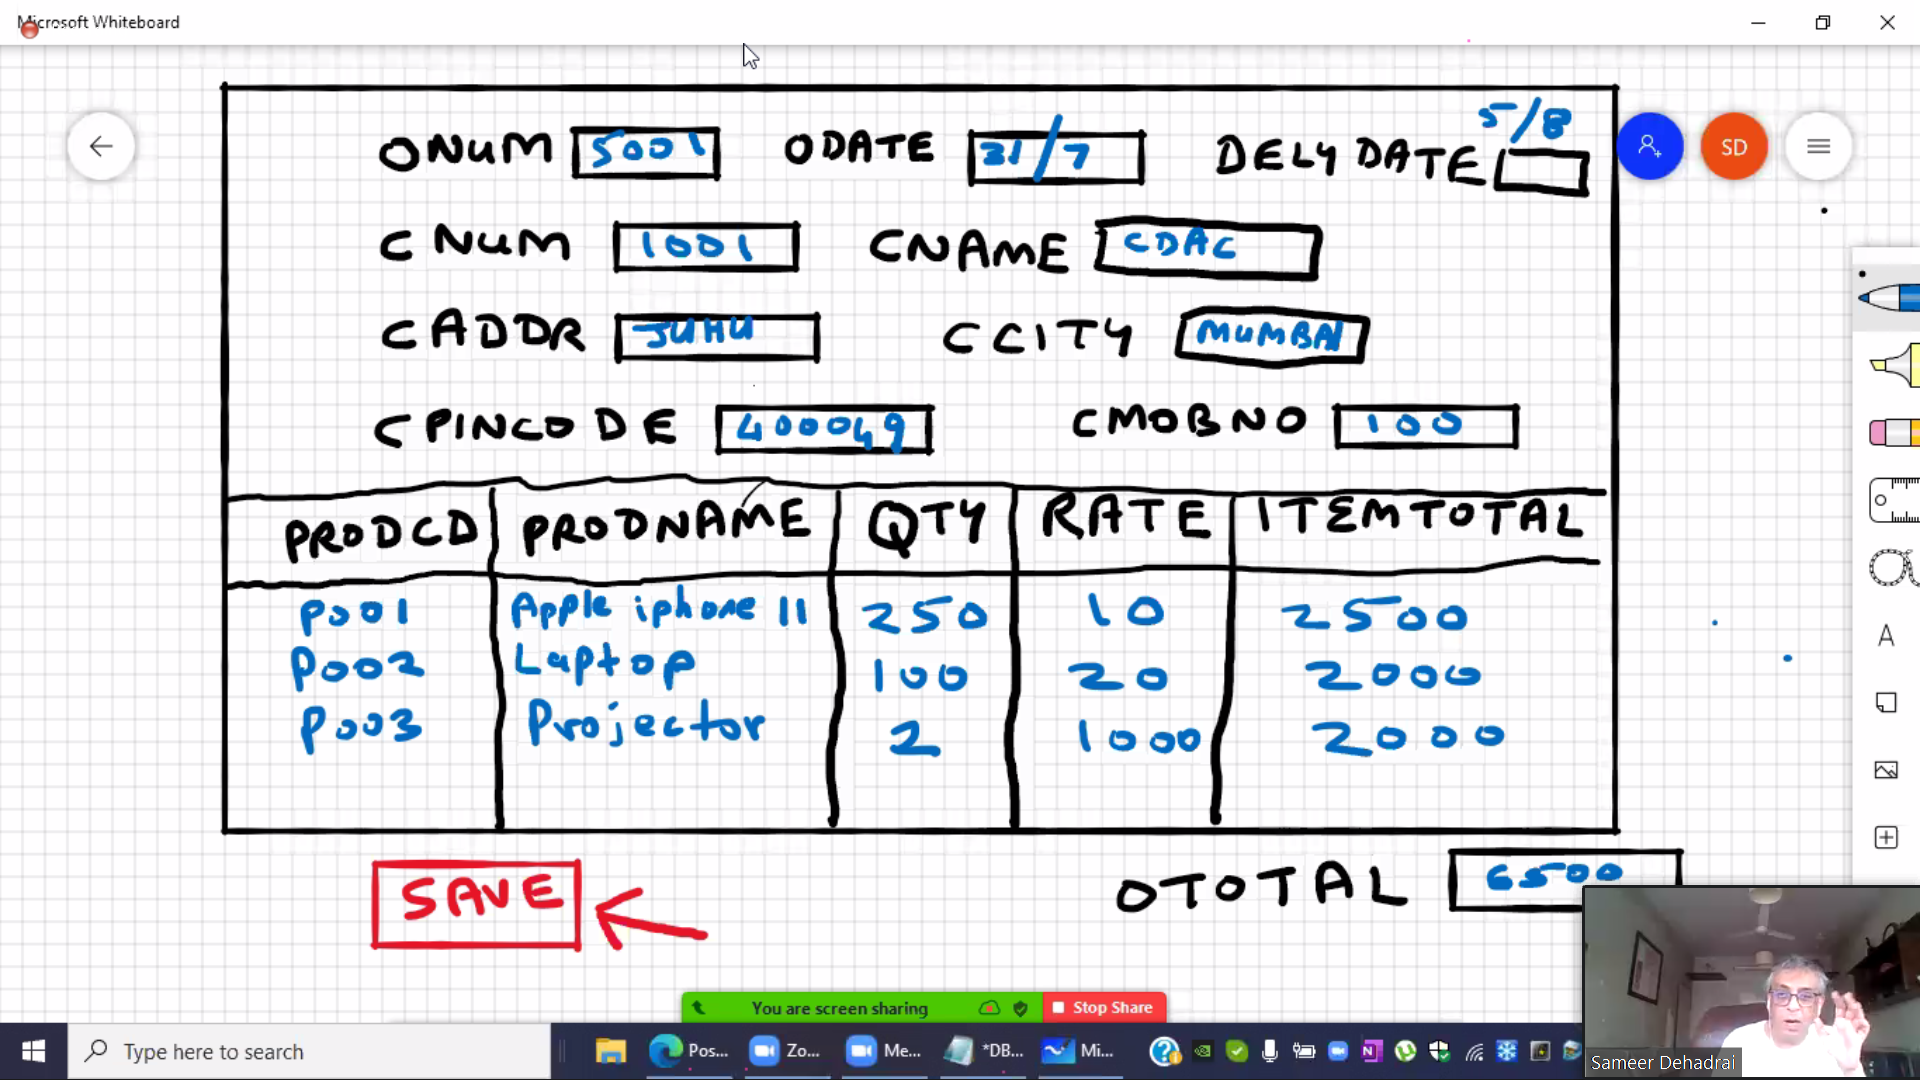 Microsoft Whiteboard
5/8
ONUM 5001 ODATE 31/7 DELY DATE
SD
CNUM 1001 CNAME CDAC
CADDR JUHU CCITY MUMBAI
CPINCODE 400049 CMOBNO 100
PRODCD PRODNAME QTY RATE ITEMTOTAL
P001 Apple iphone 11 250 10 2500
P002 Laptop 100 20 2000
P003 Projector 2 1000 2000
SAVE OTOTAL 6500
You are screen sharing Stop Share
Type here to search Pos... Zo... Me... *DB... Mi...
Sameer Dehadrai